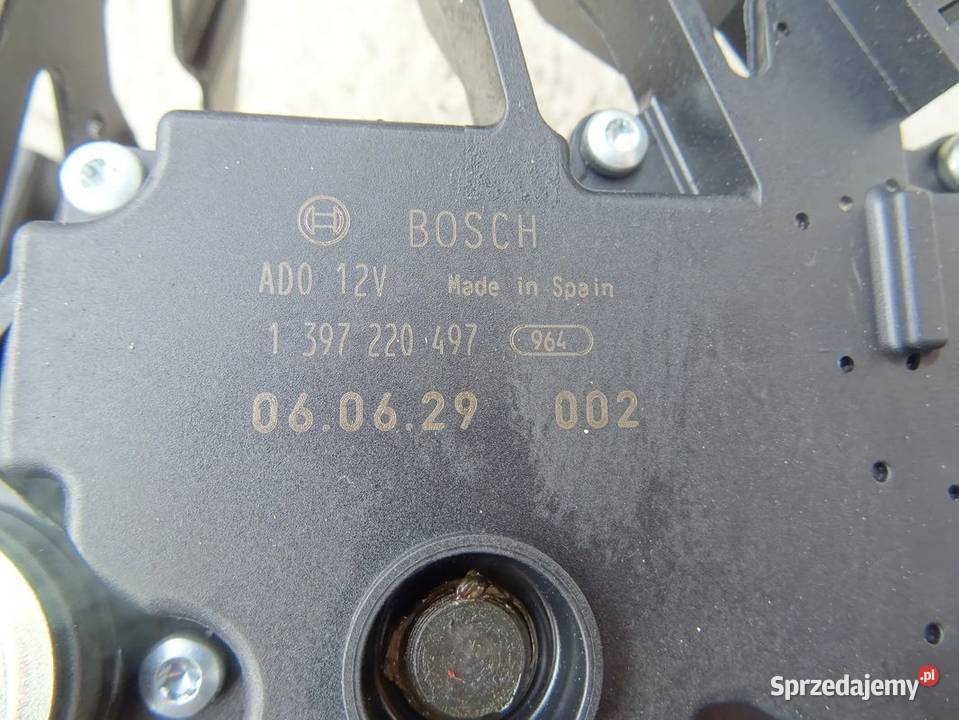 BOSCH
ADO 12V Made in Spain
1 397 220 497 964
06.06.29 002
Sprzedajemy.pl